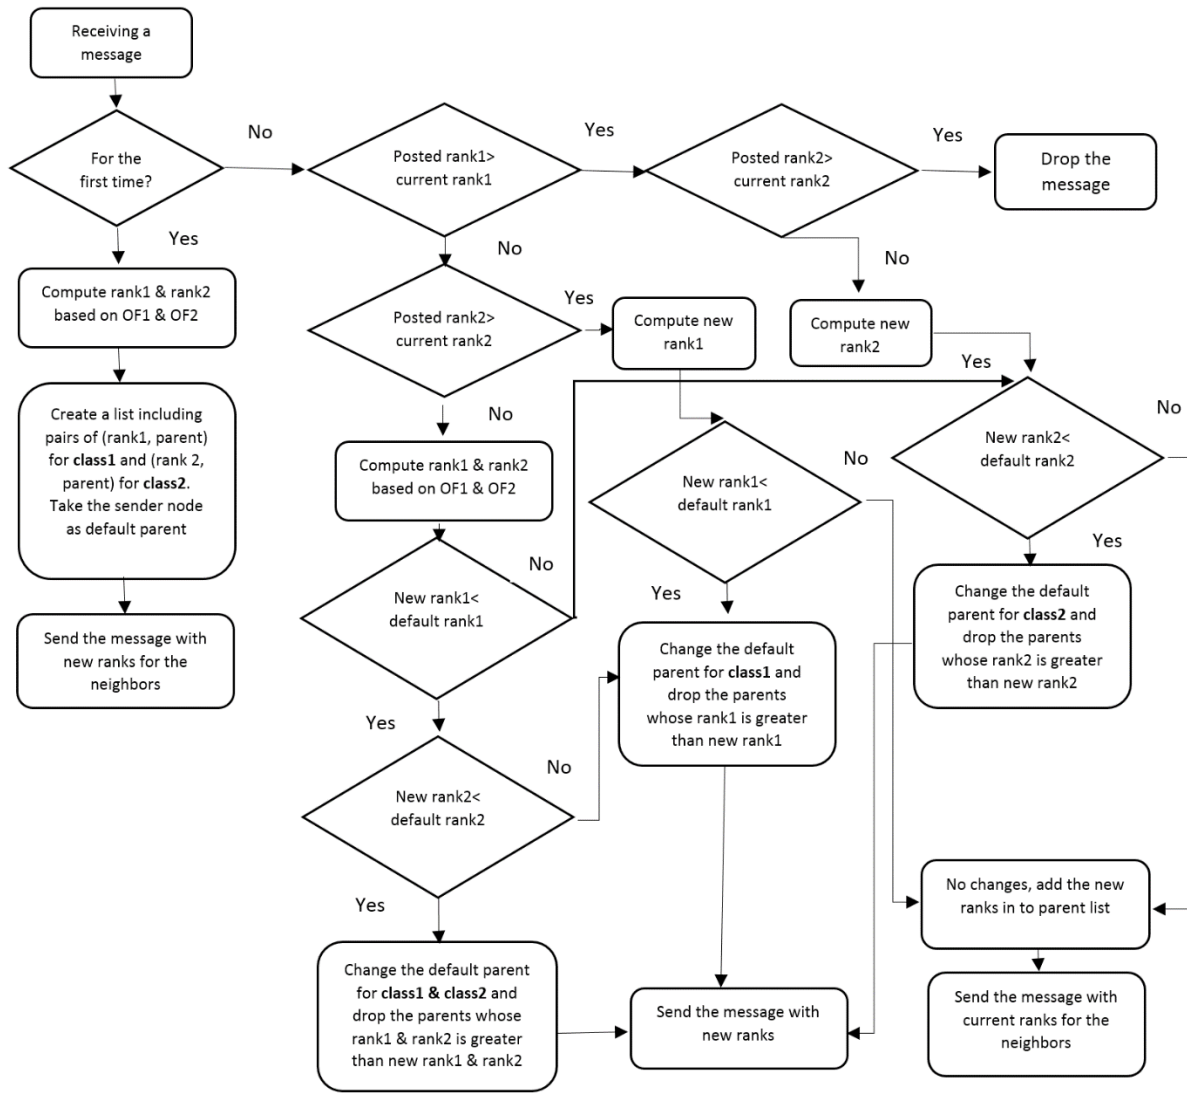 Receiving a
message
For the
first time?
No
Yes
Compute rank1 & rank2
based on OF1 & OF2
Create a list including
pairs of (rank1, parent)
for class1 and (rank 2,
parent) for class2.
Take the sender node
as default parent
Send the message with
new ranks for the
neighbors
Posted rank1>
current rank1
Yes
No
Posted rank2>
current rank2
Yes
No
Drop the
message
Posted rank2>
current rank2
Yes
No
Compute new
rank1
Compute new
rank2
Compute rank1 & rank2
based on OF1 & OF2
New rank1<
default rank1
No
Yes
New rank2<
default rank2
No
Yes
Change the default parent
for class1 & class2 and
drop the parents whose
rank1 & rank2 is greater
than new rank1 & rank2
New rank1<
default rank1
No
Yes
Change the default
parent for class1 and
drop the parents
whose rank1 is greater
than new rank1
Send the message with
new ranks
Yes
New rank2<
default rank2
No
Yes
Change the default
parent for class2 and
drop the parents
whose rank2 is greater
than new rank2
No changes, add the new
ranks in to parent list
Send the message with
current ranks for the
neighbors